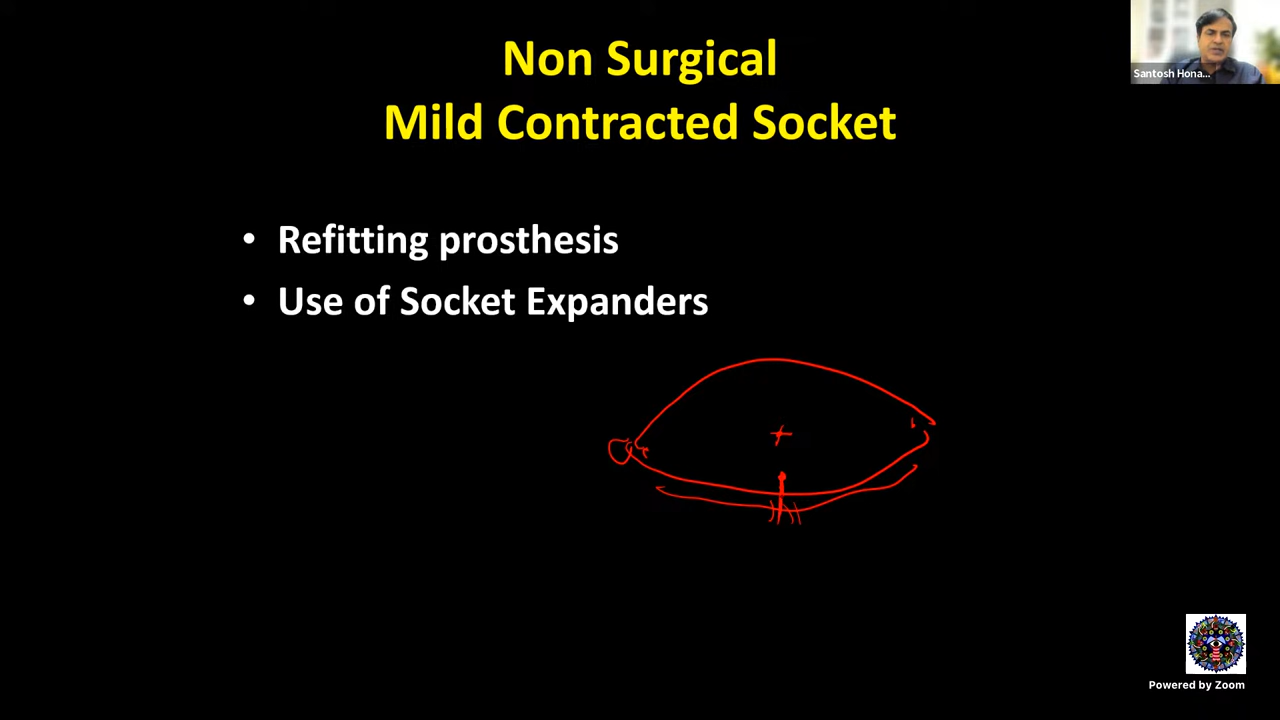 Non Surgical
Mild Contracted Socket
• Refitting prosthesis
• Use of Socket Expanders
Santosh Hona...
Powered by Zoom